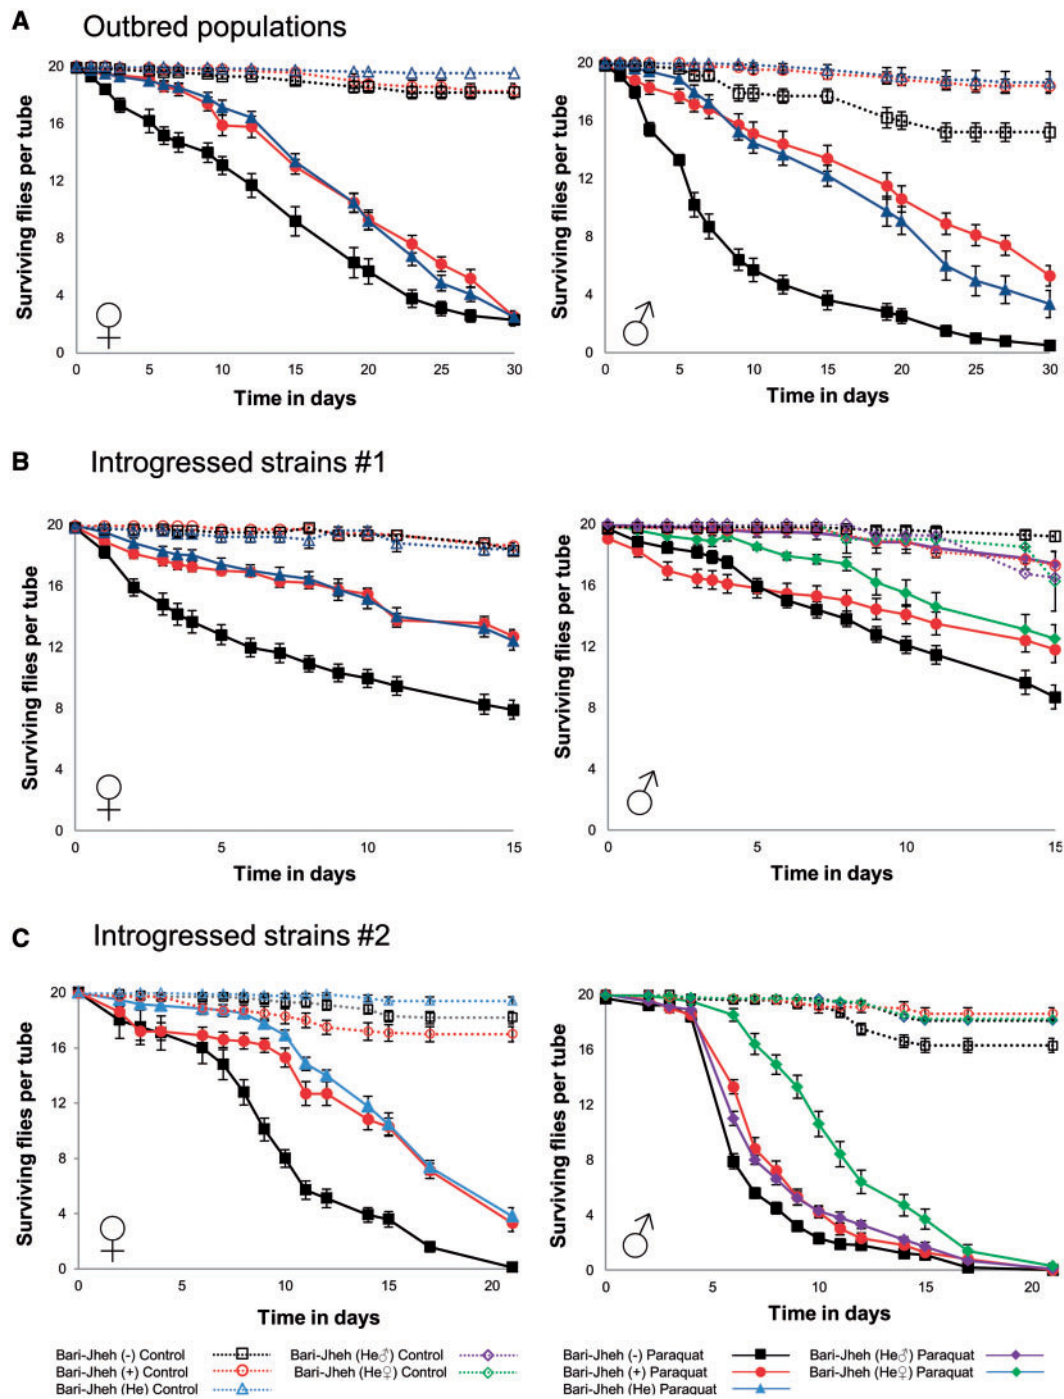 A
Outbred populations
Surviving flies per tube
20
16
12
8
4
0
0 5 10 15 20 25 30
Time in days
♀
Surviving flies per tube
20
16
12
8
4
0
0 5 10 15 20 25 30
Time in days
♂
B
Introgressed strains #1
Surviving flies per tube
20
16
12
8
4
0
0 5 10 15
Time in days
♀
Surviving flies per tube
20
16
12
8
4
0
0 5 10 15
Time in days
♂
C
Introgressed strains #2
Surviving flies per tube
20
16
12
8
4
0
0 5 10 15 20
Time in days
♀
Surviving flies per tube
20
16
12
8
4
0
5 10 15 20
Time in days
♂
Bari-Jheh (-) Control
Bari-Jheh (+) Control
Bari-Jheh (He) Control
Bari-Jheh (He♂) Control
Bari-Jheh (He♀) Control
Bari-Jheh (-) Paraquat
Bari-Jheh (+) Paraquat
Bari-Jheh (He) Paraquat
Bari-Jheh (He♂) Paraquat
Bari-Jheh (He♀) Paraquat